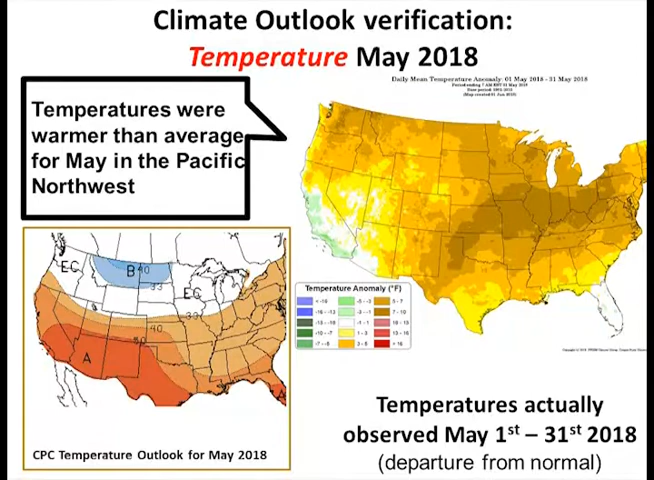 Climate Outlook verification:
Temperature May 2018
Temperatures were
warmer than average
for May in the Pacific
Northwest
Daily Mean Temperature Anomaly: 01 May 2018 - 31 May 2018
Temperature Anomaly (°F)
EC
B 40
33
EC
33
40
50
A
A
CPC Temperature Outlook for May 2018
Temperatures actually
observed May 1st – 31st 2018
(departure from normal)